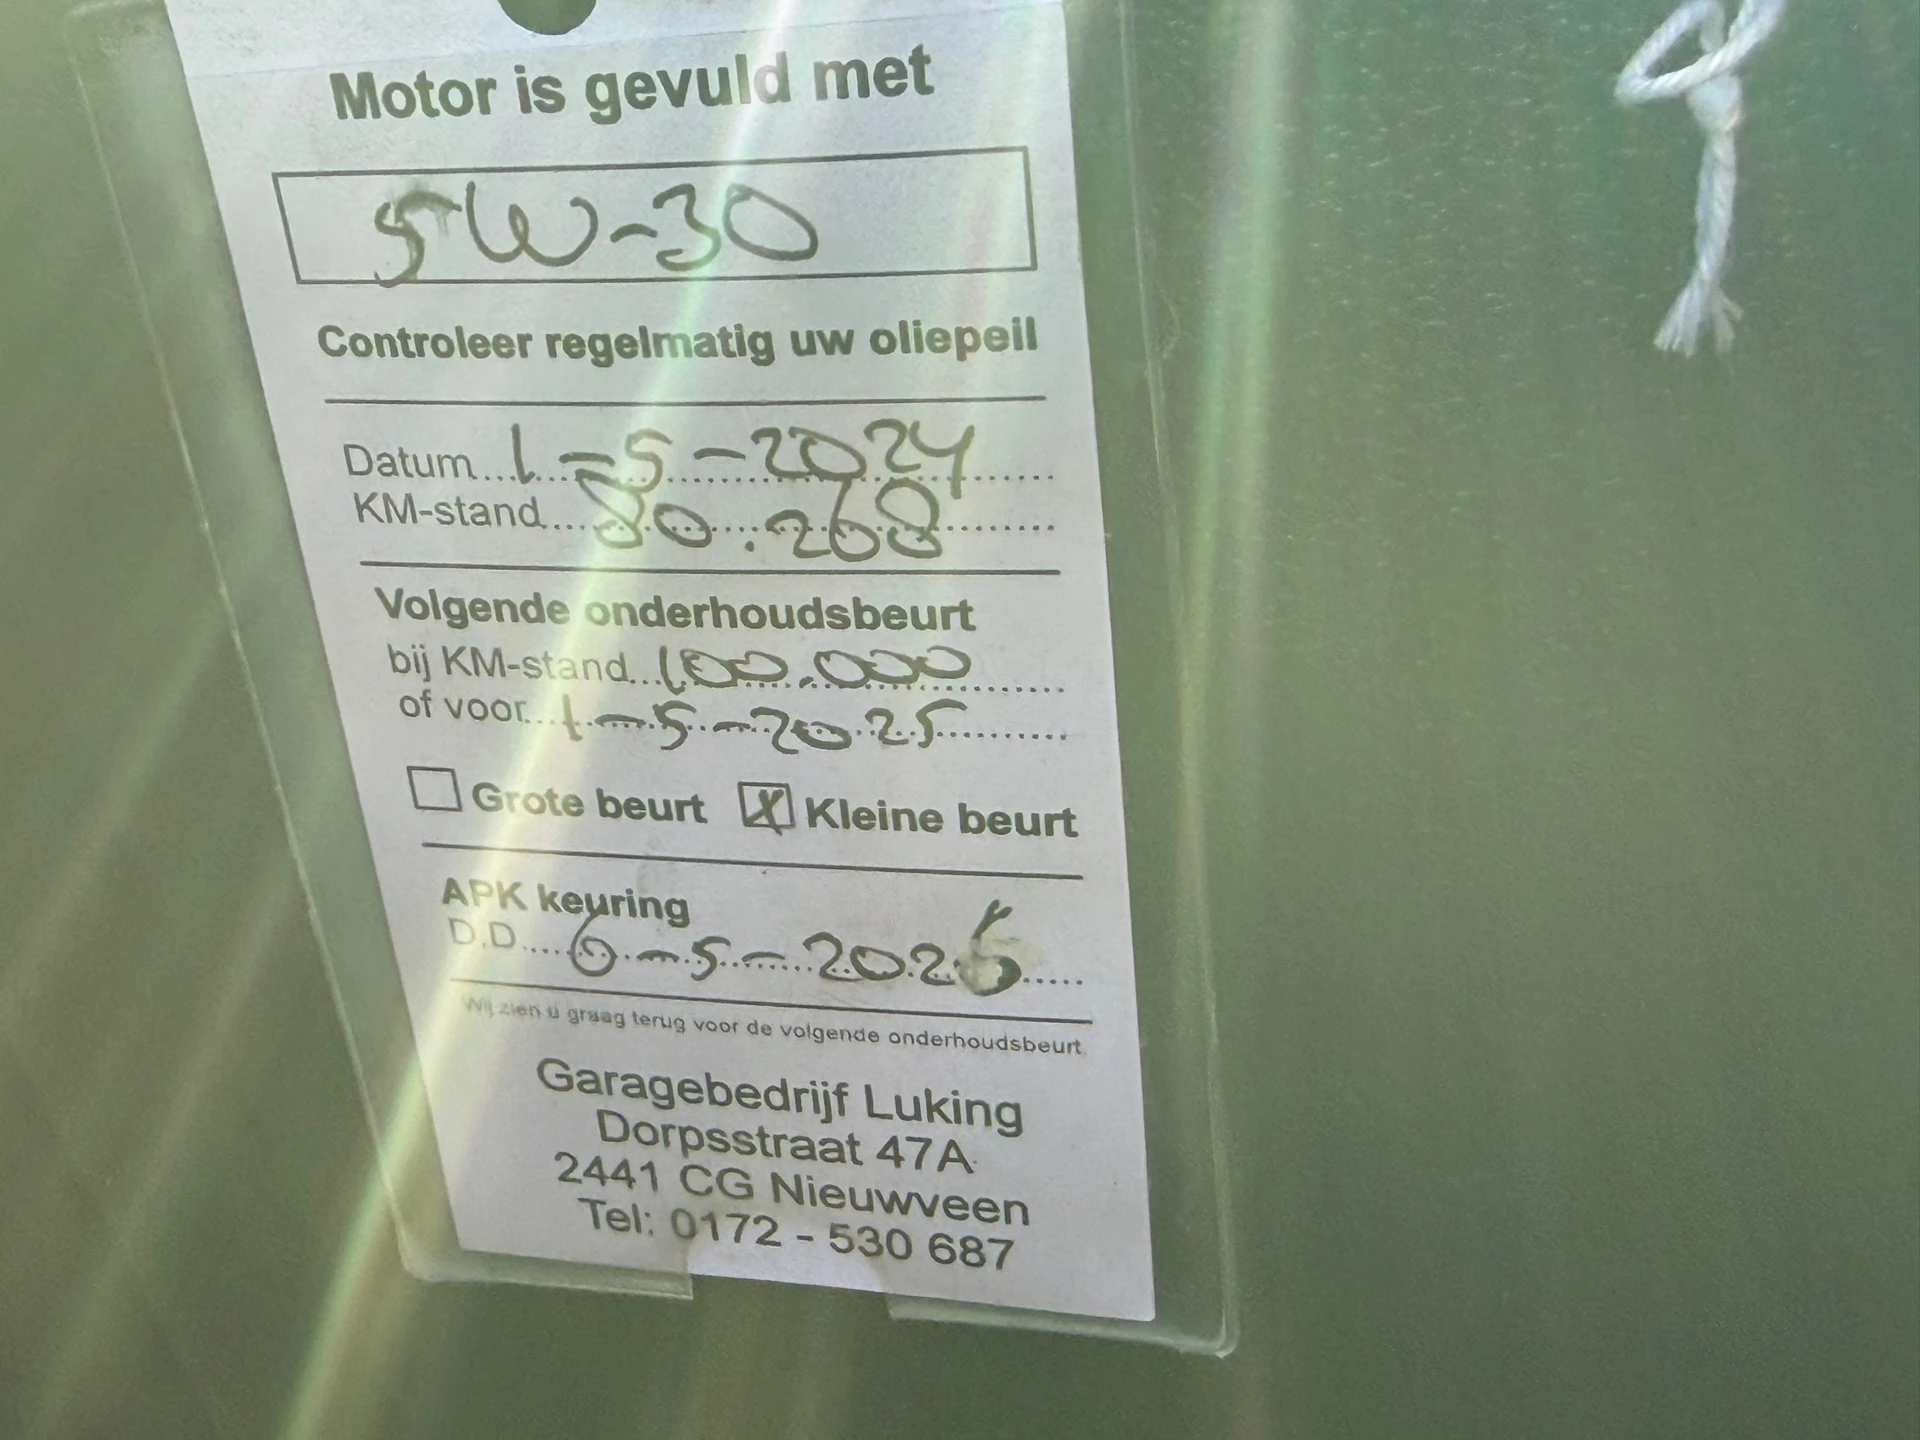 Motor is gevuld met
5W-30
Controleer regelmatig uw oliepeil
Datum...1-5-2024
KM-stand...80.268
Volgende onderhoudsbeurt
bij KM-stand...100.000
of voor...1-5-2025
Grote beurt X Kleine beurt
APK keuring
D.D....6-5-2026
Wij zien u graag terug voor de volgende onderhoudsbeurt.
Garagebedrijf Luking
Dorpsstraat 47A
2441 CG Nieuwveen
Tel: 0172 - 530 687